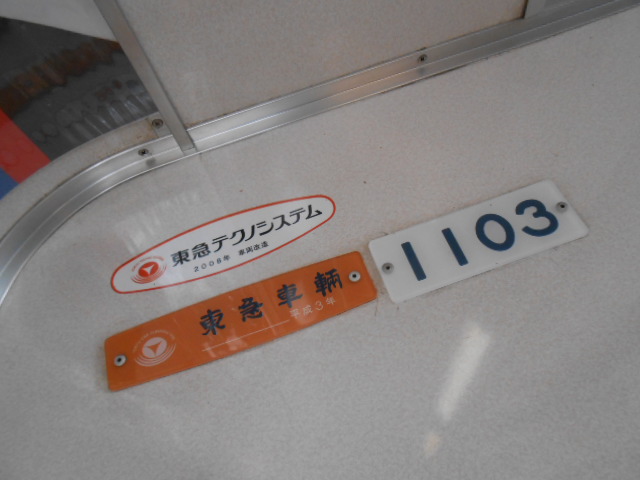 東急テクノシステム
2008年 車両改造
東急車輛
平成3年
1103